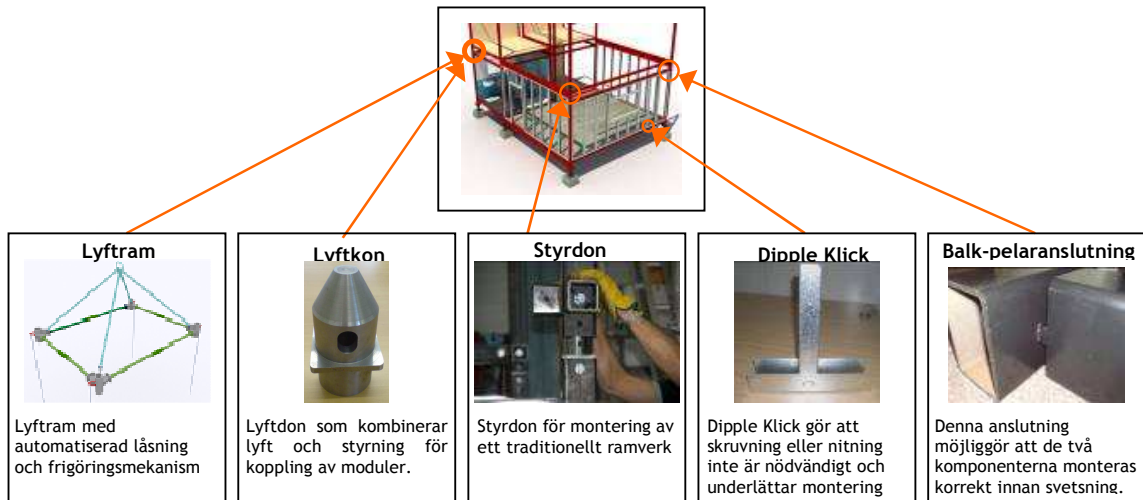 Lyftram
Lyftram med
automatiserad låsning
och frigöringsmekanism
Lyftkon
Lyftdon som kombinerar
lyft och styrning för
koppling av moduler.
Styrdon
Styrdon för montering av
ett traditionellt ramverk
Dipple Klick
Dipple Klick gör att
skruvning eller nitning
inte är nödvändigt och
underlättar montering
Balk-pelaranslutning
Denna anslutning
möjliggör att de två
komponenterna monteras
korrekt innan svetsning.